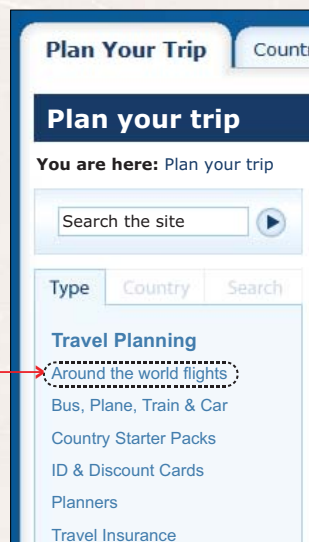 Plan Your Trip Countr
Plan your trip
You are here: Plan your trip
Search the site
Type Country Search
Travel Planning
Around the world flights
Bus, Plane, Train & Car
Country Starter Packs
ID & Discount Cards
Planners
Travel Insurance